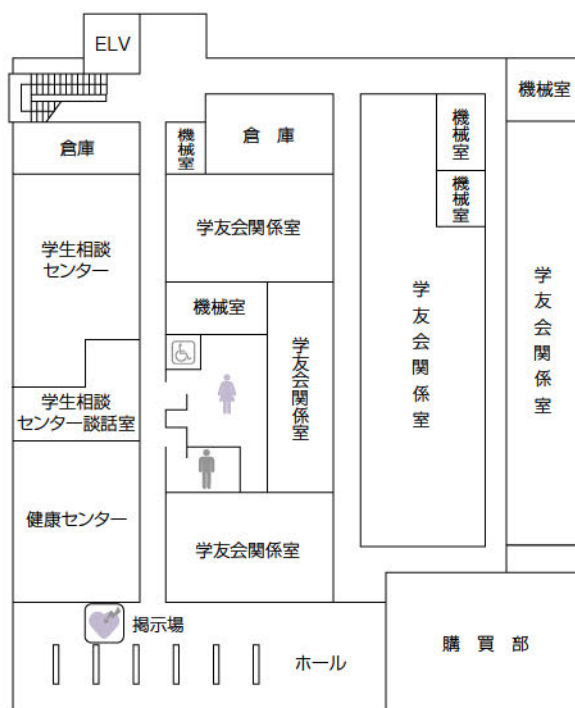 ELV
機械室
倉庫
機械室
倉　庫
機械室
機械室
学生相談
センター
学友会関係室
機械室
学友会関係室
学友会関係室
学友会関係室
学生相談
センター談話室
健康センター
学友会関係室
掲示場
ホール
購　買　部